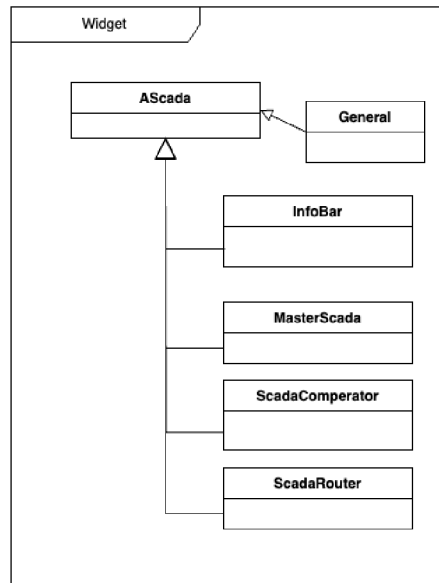 Widget
AScada
General
InfoBar
MasterScada
ScadaComperator
ScadaRouter